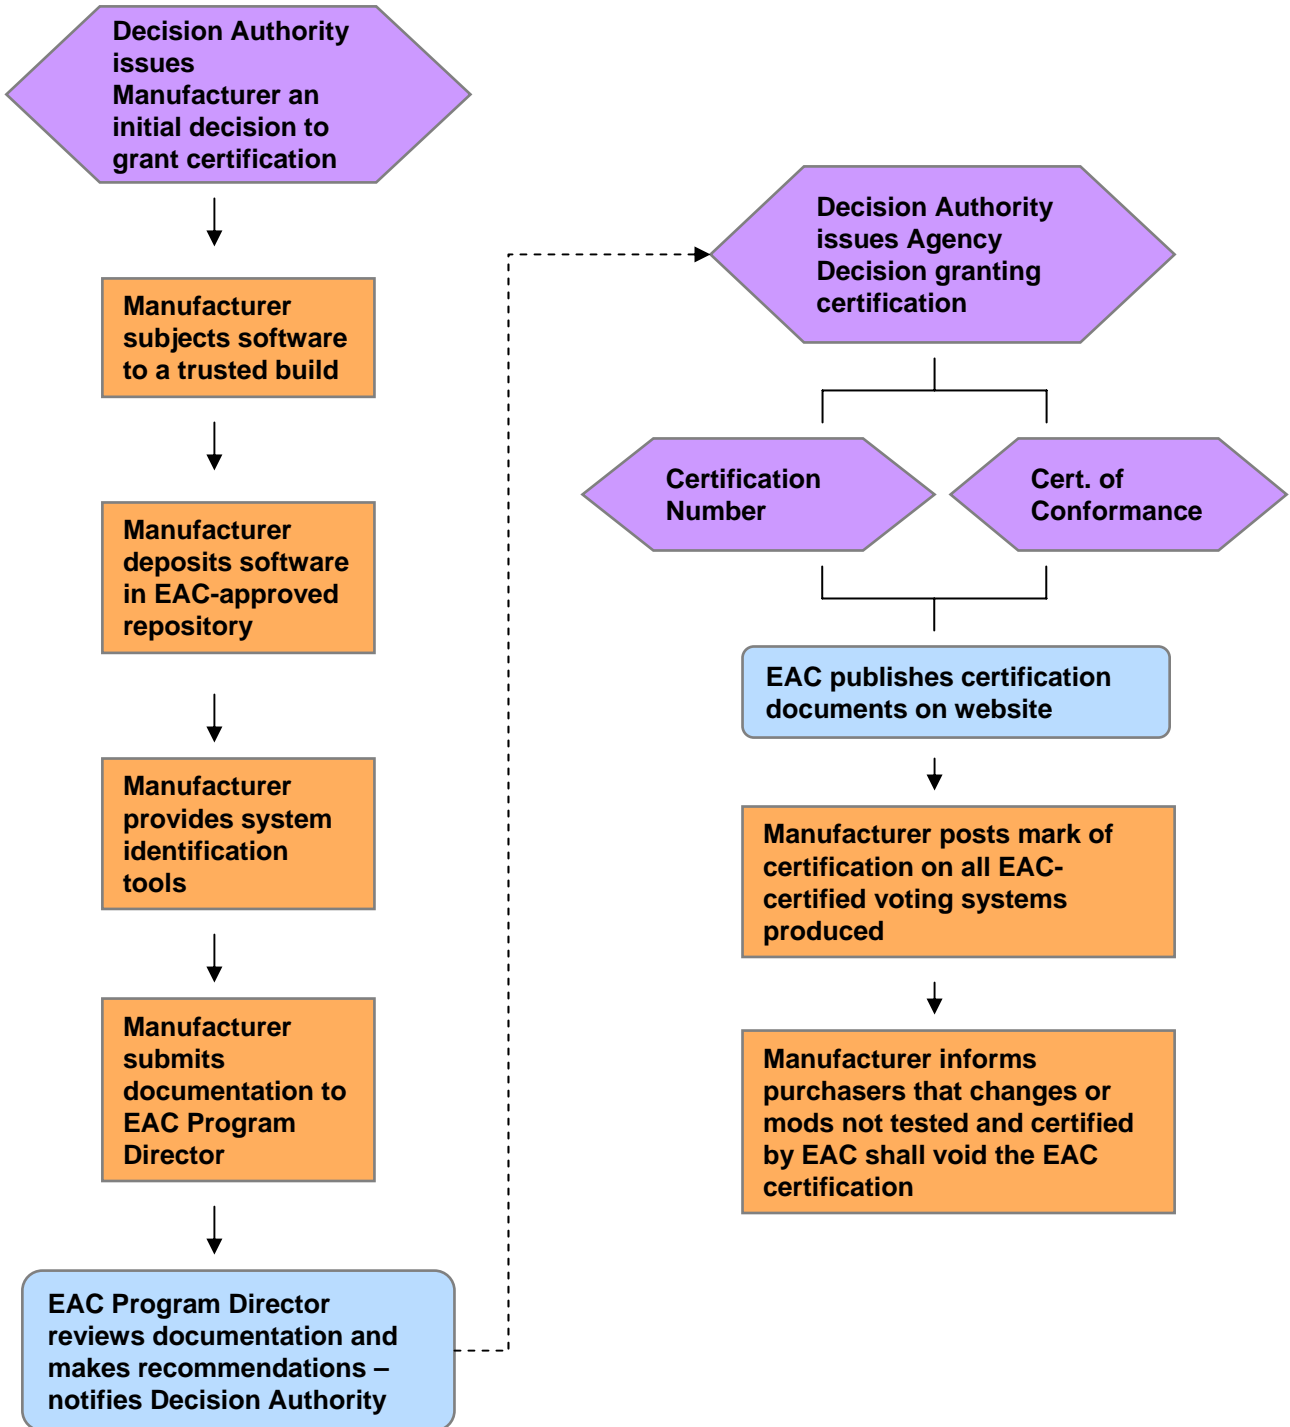 Decision Authority
issues
Manufacturer an
initial decision to
grant certification
Manufacturer
subjects software
to a trusted build
Manufacturer
deposits software
in EAC-approved
repository
Manufacturer
provides system
identification
tools
Manufacturer
submits
documentation to
EAC Program
Director
EAC Program Director
reviews documentation and
makes recommendations –
notifies Decision Authority
Decision Authority
issues Agency
Decision granting
certification
Certification
Number
Cert. of
Conformance
EAC publishes certification
documents on website
Manufacturer posts mark of
certification on all EAC-
certified voting systems
produced
Manufacturer informs
purchasers that changes or
mods not tested and certified
by EAC shall void the EAC
certification